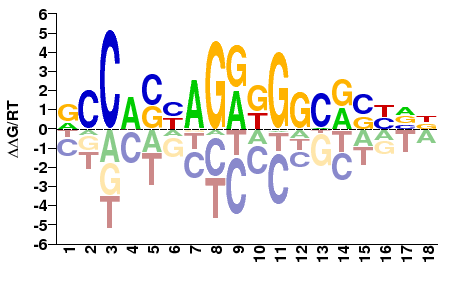 ΔΔG/RT
6
5
4
3
2
1
0
-1
-2
-3
-4
-5
-6
G A T C
C A G T
C A G T
A C
C G A T
C T A G
A T C
G A C T
G A T C
G T A C
G T A C
G T A C
C G
G A C
C G A T
T C A G
A G C T
T G A
1 2 3 4 5 6 7 8 9 10 11 12 13 14 15 16 17 18